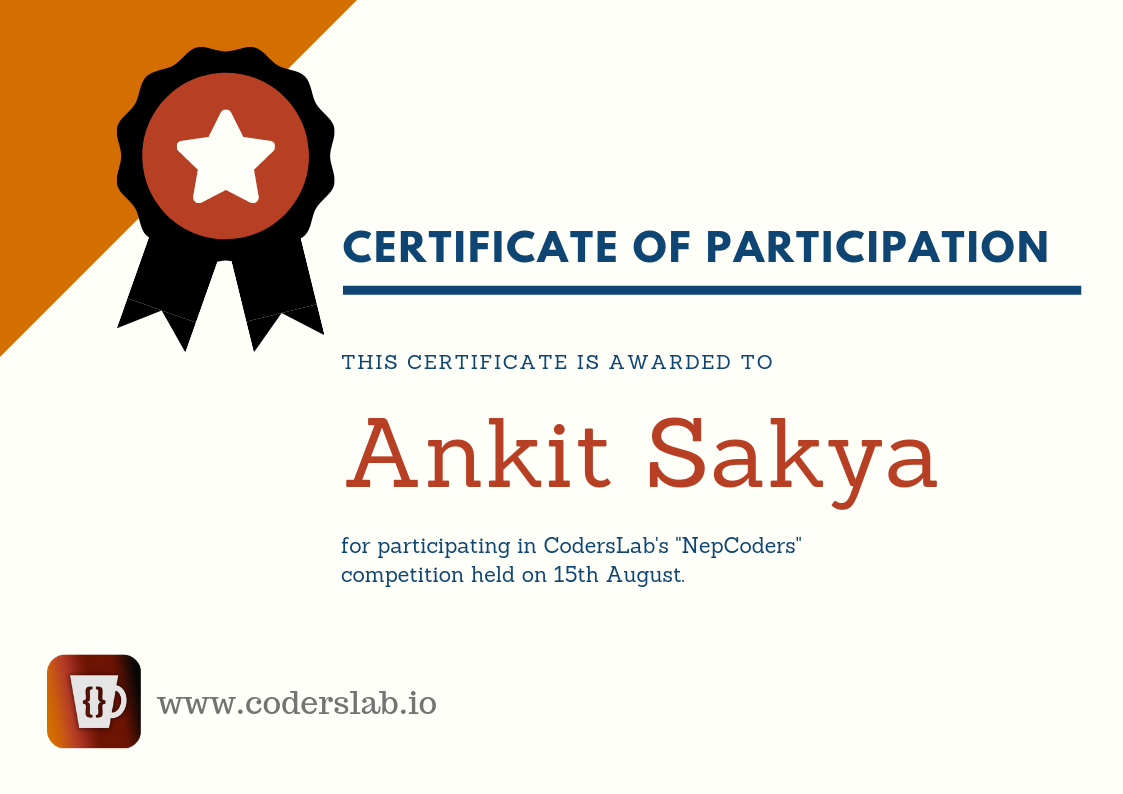 CERTIFICATE OF PARTICIPATION
THIS CERTIFICATE IS AWARDED TO
Ankit Sakya
for participating in CodersLab's "NepCoders"
competition held on 15th August.
{}
www.coderslab.io